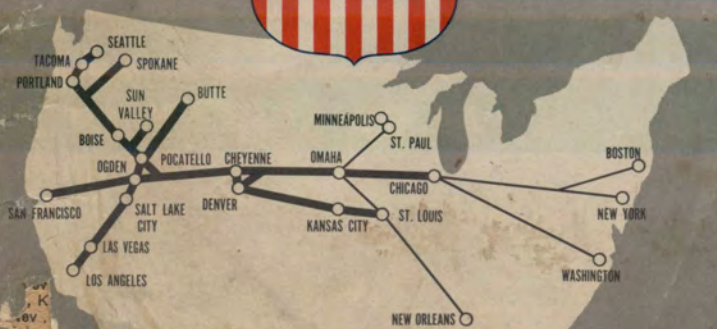 SEATTLE
TACOMA
SPOKANE
PORTLAND
SUN
VALLEY
BUTTE
MINNEAPOLIS
ST. PAUL
BOISE
POCATELLO
CHEYENNE
OMAHA
BOSTON
OGDEN
CHICAGO
DENVER
SAN FRANCISCO
SALT LAKE
CITY
KANSAS CITY
ST. LOUIS
NEW YORK
LAS VEGAS
LOS ANGELES
WASHINGTON
NEW ORLEANS